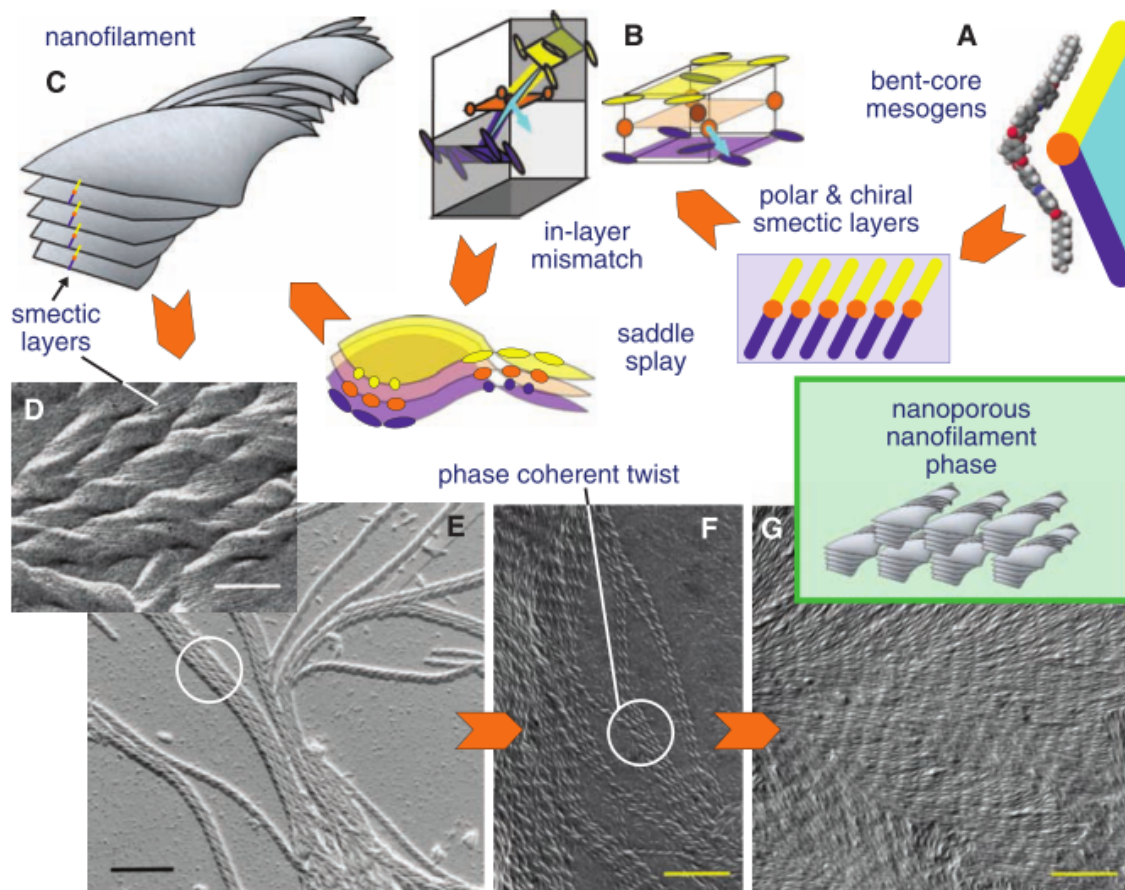 nanofilament
C
B
A
bent-core
mesogens
polar & chiral
smectic layers
in-layer
mismatch
smectic
layers
saddle
splay
D
nanoporous
nanofilament
phase
phase coherent twist
E
F
G